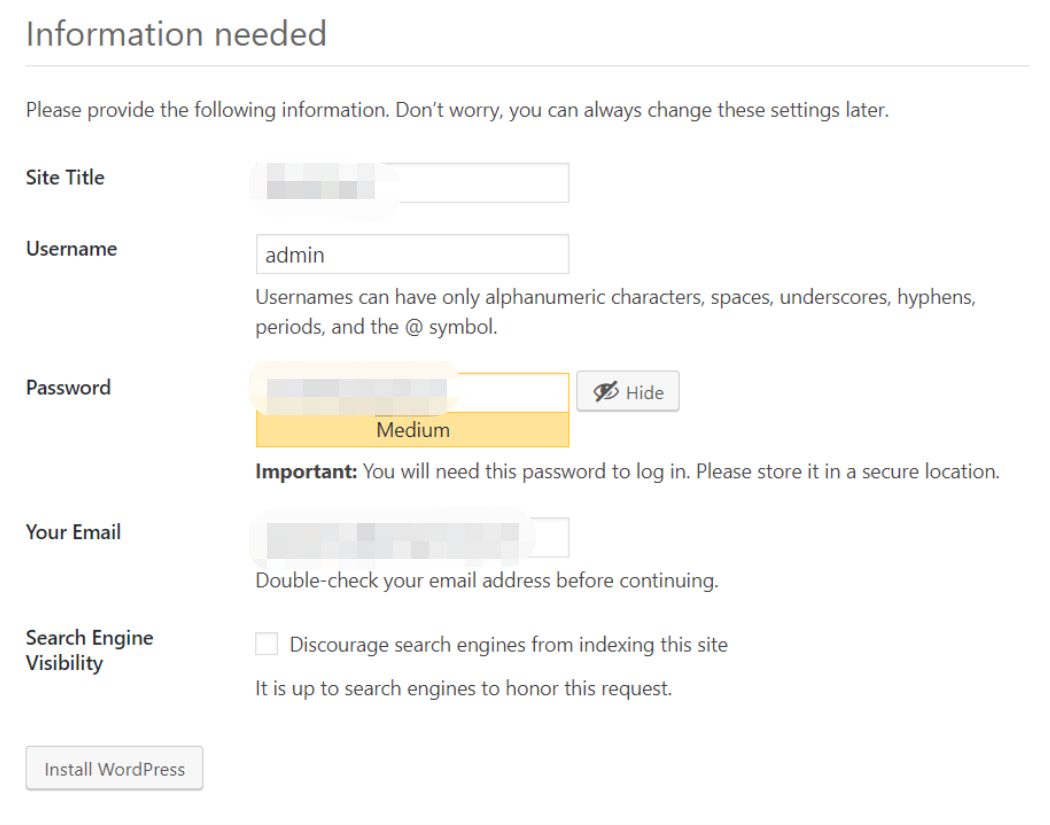 Information needed
Please provide the following information. Don't worry, you can always change these settings later.
Site Title
Username
admin
Usernames can have only alphanumeric characters, spaces, underscores, hyphens,
periods, and the @ symbol.
Password
Hide
Medium
Important: You will need this password to log in. Please store it in a secure location.
Your Email
Double-check your email address before continuing.
Search Engine
Visibility
Discourage search engines from indexing this site
It is up to search engines to honor this request.
Install WordPress